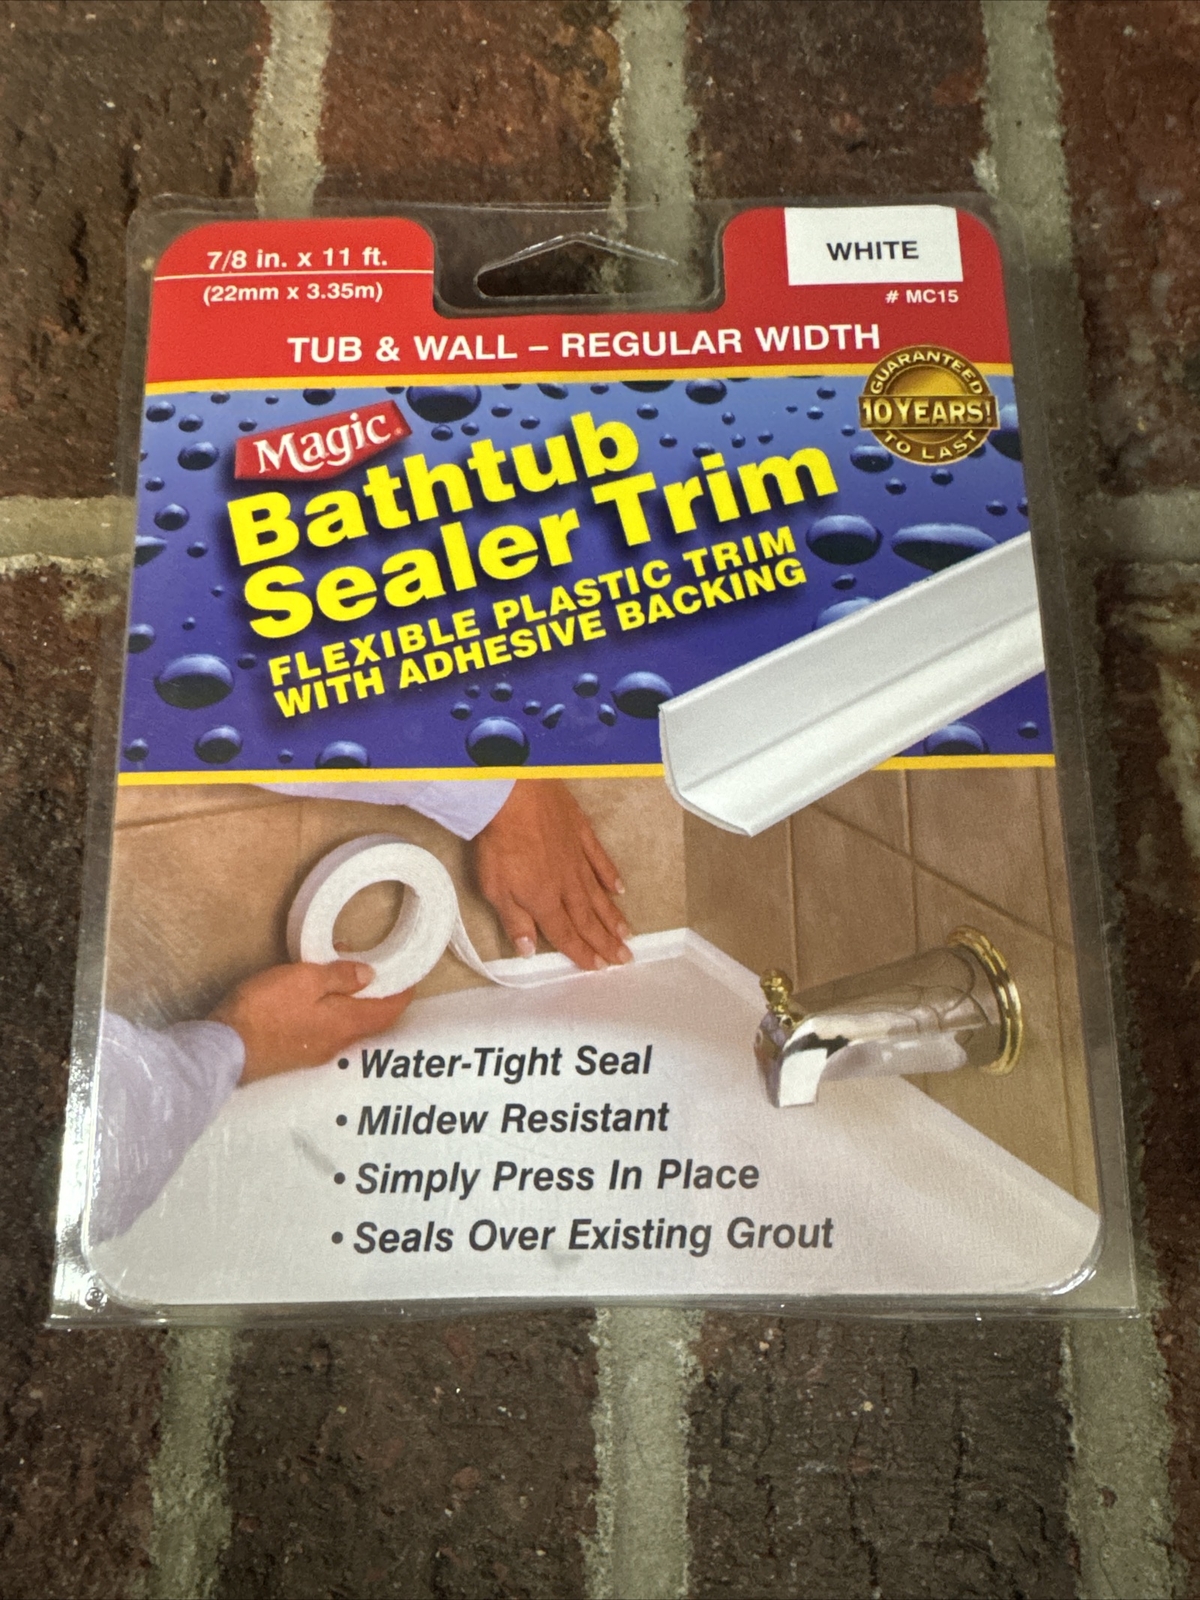 7/8 in. x 11 ft.
(22mm x 3.35m)
WHITE
# MC15
TUB & WALL – REGULAR WIDTH
GUARANTEED
10 YEARS!
TO LAST
Magic®
Bathtub
Sealer Trim
FLEXIBLE PLASTIC TRIM
WITH ADHESIVE BACKING
• Water-Tight Seal
• Mildew Resistant
• Simply Press In Place
• Seals Over Existing Grout